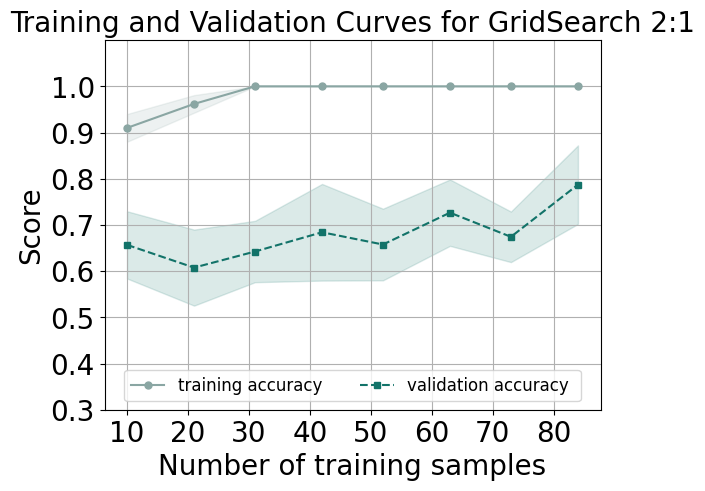 Training and Validation Curves for GridSearch 2:1
1.0
0.9
0.8
0.7
0.6
0.5
0.4
0.3
Score
training accuracy validation accuracy
10 20 30 40 50 60 70 80
Number of training samples